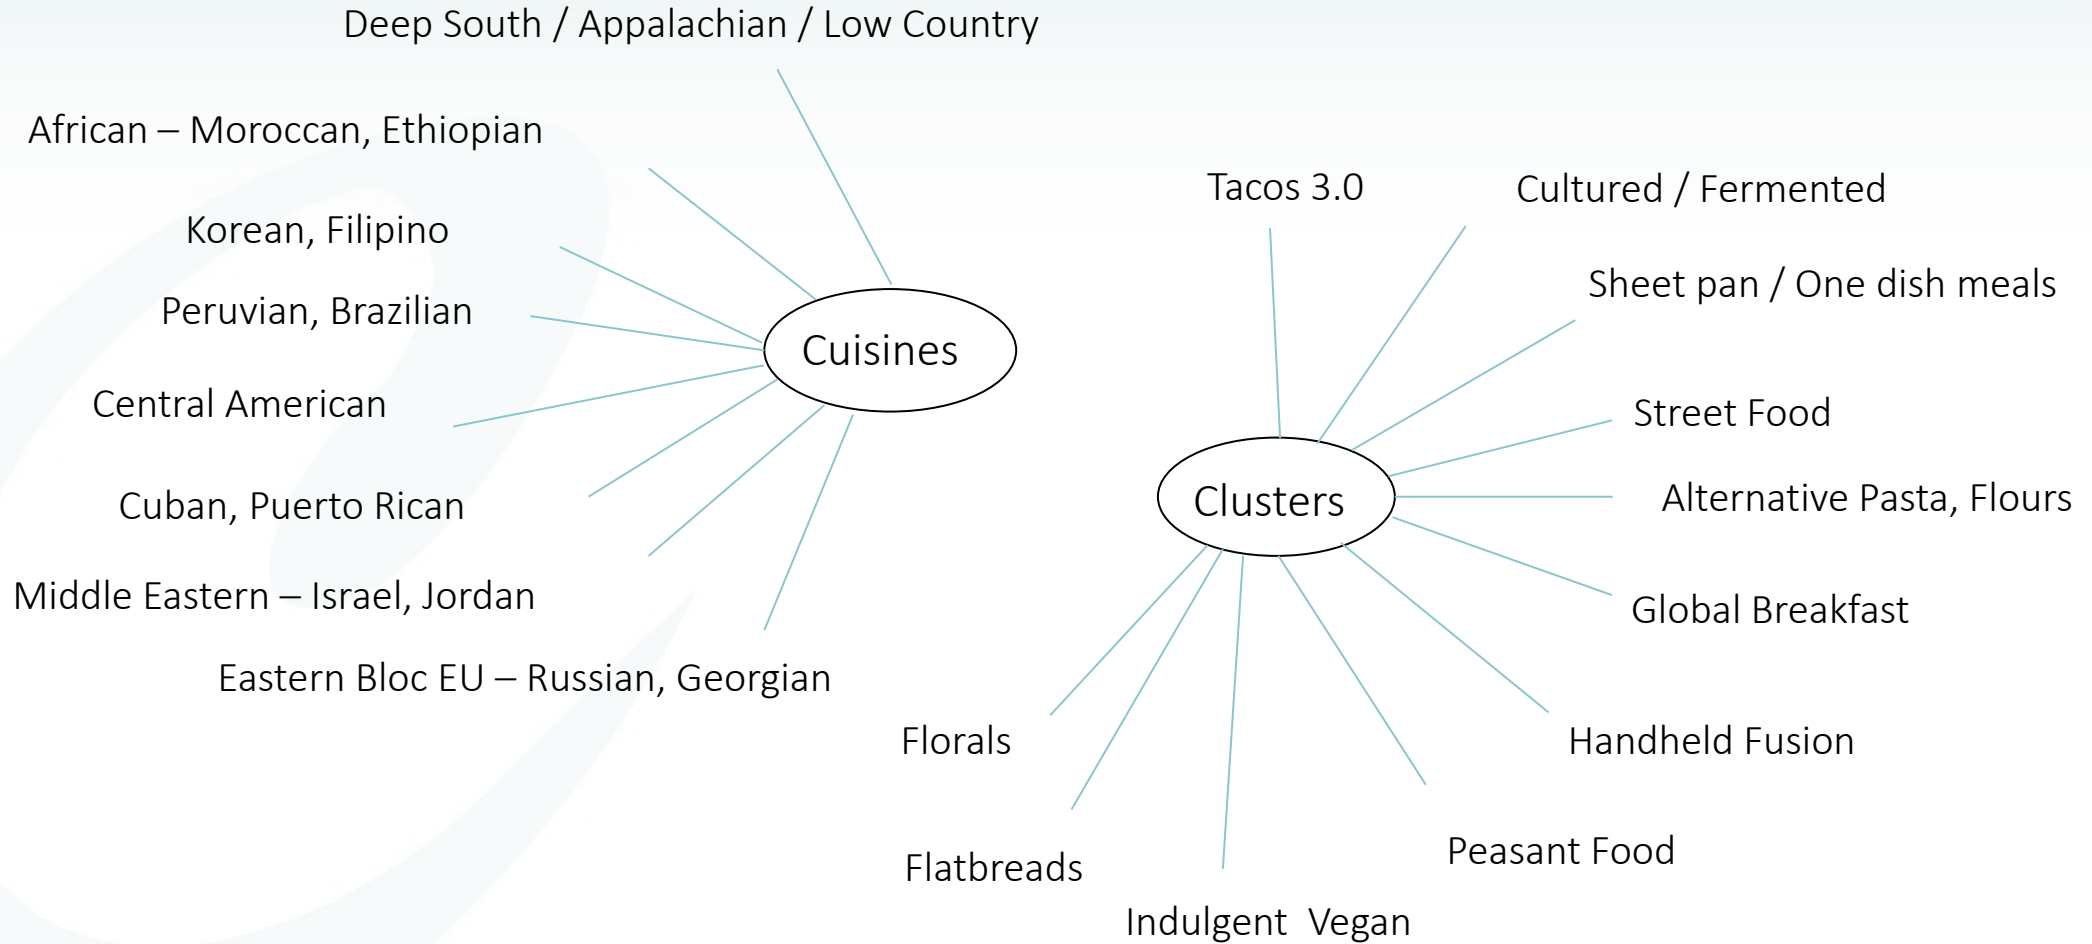 Deep South / Appalachian / Low Country
African – Moroccan, Ethiopian
Korean, Filipino
Peruvian, Brazilian
Cuisines
Central American
Cuban, Puerto Rican
Middle Eastern – Israel, Jordan
Eastern Bloc EU – Russian, Georgian
Tacos 3.0
Cultured / Fermented
Sheet pan / One dish meals
Street Food
Clusters
Alternative Pasta, Flours
Global Breakfast
Handheld Fusion
Peasant Food
Indulgent  Vegan
Flatbreads
Florals